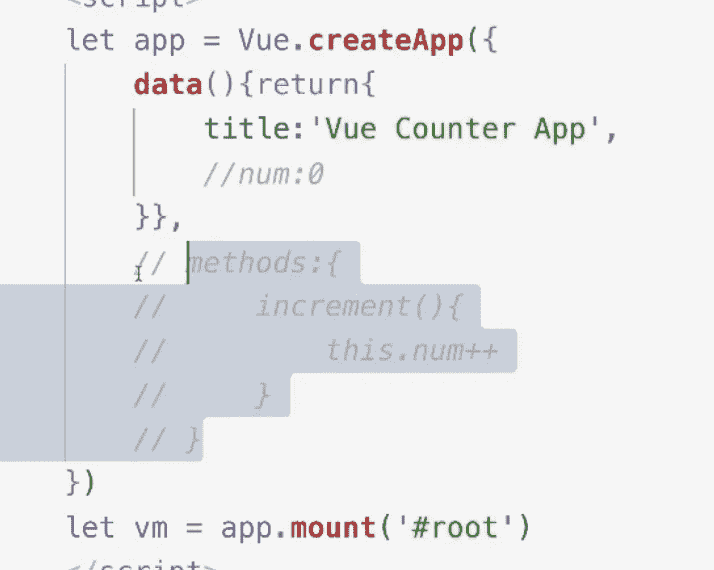 <script>
let app = Vue.createApp({
data(){return{
title:'Vue Counter App',
//num:0
}},
// methods:{
//     increment(){
//         this.num++
//     }
// }
})
let vm = app.mount('#root')
</script>